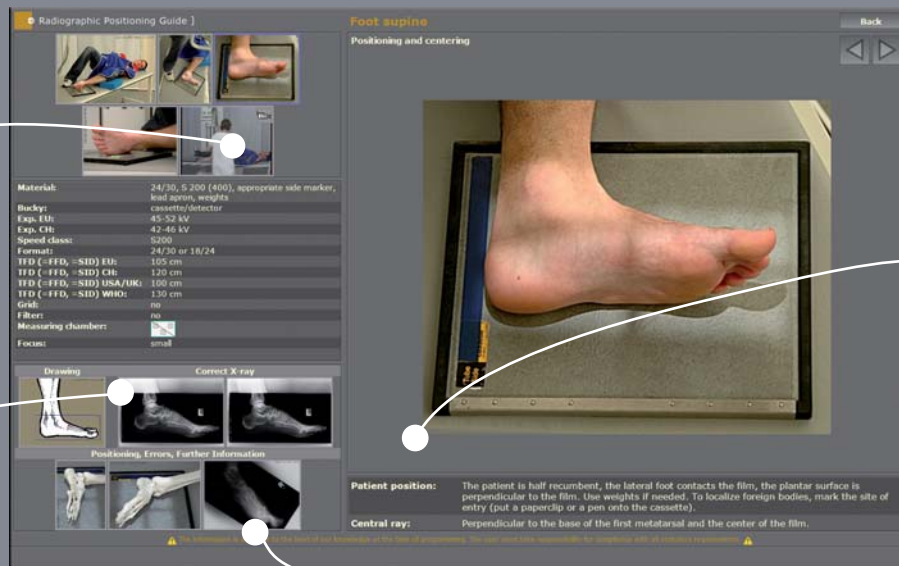 Radiographic Positioning Guide ]
Foot supine
Back
Positioning and centering
Material: 24/30, S 200 (400), appropriate side marker,
lead apron, weights
Bucky: cassette/detector
Exp. EU: 45-52 kV
Exp. CH: 42-46 kV
Speed class: S200
Format: 24/30 or 18/24
TFD (=FFD, =SID) EU: 105 cm
TFD (=FFD, =SID) CH: 120 cm
TFD (=FFD, =SID) USA/UK: 100 cm
TFD (=FFD, =SID) WHO: 130 cm
Grid: no
Filter: no
Measuring chamber:
Focus: small
Drawing
Correct X-ray
Positioning, Errors, Further Information
Patient position: The patient is half recumbent, the lateral foot contacts the film, the plantar surface is
perpendicular to the film. Use weights if needed. To localize foreign bodies, mark the site of
entry (put a paperclip or a pen onto the cassette).
Central ray: Perpendicular to the base of the first metatarsal and the center of the film.